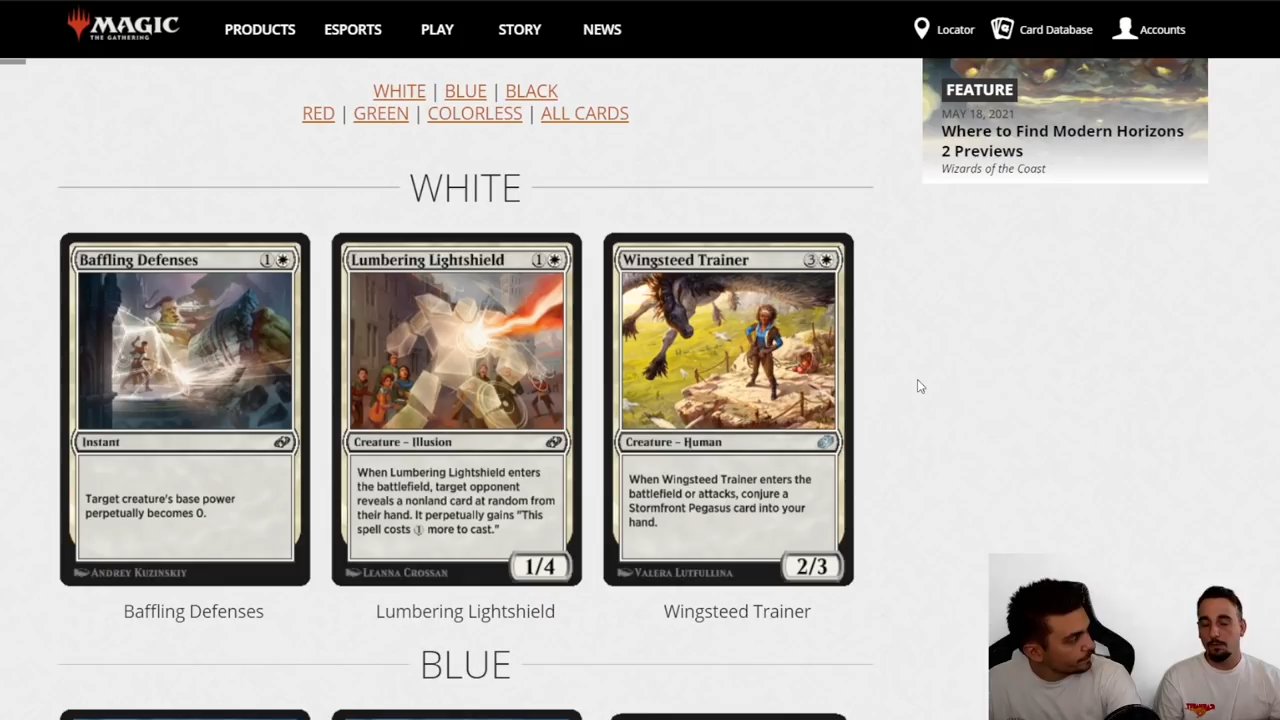 MAGIC
THE GATHERING
PRODUCTS ESPORTS PLAY STORY NEWS
Locator Card Database Accounts
WHITE | BLUE | BLACK
RED | GREEN | COLORLESS | ALL CARDS
FEATURE
MAY 18, 2021
Where to Find Modern Horizons
2 Previews
Wizards of the Coast
WHITE
Baffling Defenses 1
Instant
Target creature's base power
perpetually becomes 0.
ANDREY KUZINSKIY
Baffling Defenses
Lumbering Lightshield 1
Creature – Illusion
When Lumbering Lightshield enters
the battlefield, target opponent
reveals a nonland card at random from
their hand. It perpetually gains "This
spell costs 1 more to cast."
1/4
LEANNA CROSSAN
Lumbering Lightshield
Wingsteed Trainer 3
Creature – Human
When Wingsteed Trainer enters the
battlefield or attacks, conjure a
Stormfront Pegasus card into your
hand.
2/3
VALERA LUTFULLINA
Wingsteed Trainer
BLUE